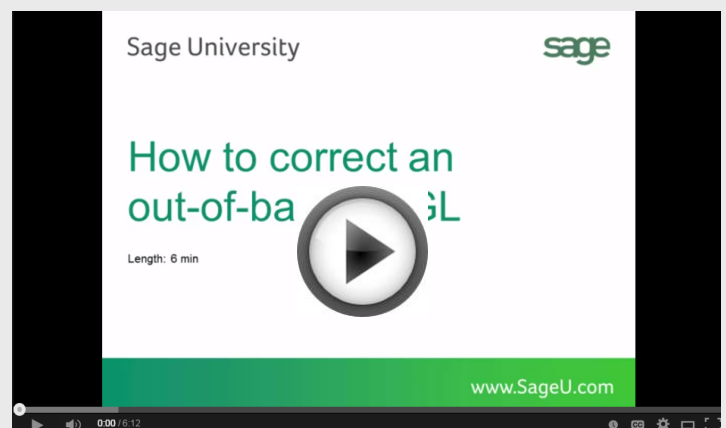 Sage University
sage
How to correct an
out-of-ba GL
Length: 6 min
www.SageU.com
0:00 / 6:12
CC